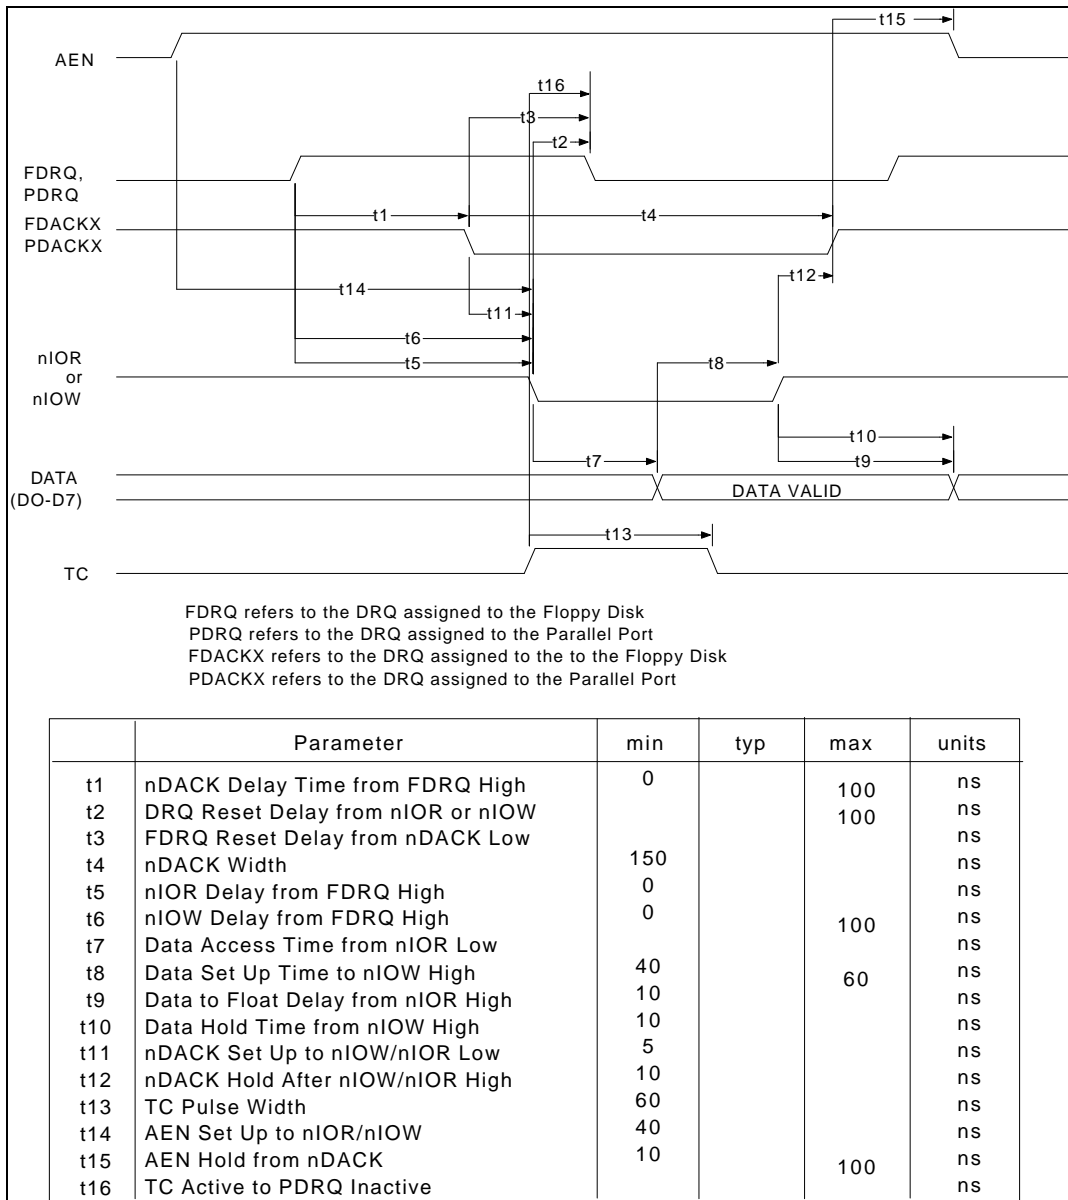 t15
AEN
t16
t3
t2
FDRQ,
PDRQ
t1
t4
FDACKX
PDACKX
t12
t14
t11
t6
nIOR
or
nIOW
t5
t8
t10
t7
t9
DATA
(DO-D7)
DATA VALID
t13
TC
FDRQ refers to the DRQ assigned to the Floppy Disk
PDRQ refers to the DRQ assigned to the Parallel Port
FDACKX refers to the DRQ assigned to the to the Floppy Disk
PDACKX refers to the DRQ assigned to the Parallel Port
Parameter min typ max units
t1 nDACK Delay Time from FDRQ High 0 ns
t2 DRQ Reset Delay from nIOR or nIOW 100 ns
t3 FDRQ Reset Delay from nDACK Low 100 ns
t4 nDACK Width 150 ns
t5 nIOR Delay from FDRQ High 0 ns
t6 nIOW Delay from FDRQ High 0 ns
t7 Data Access Time from nIOR Low 100 ns
t8 Data Set Up Time to nIOW High 40 ns
t9 Data to Float Delay from nIOR High 10 60 ns
t10 Data Hold Time from nIOW High 10 ns
t11 nDACK Set Up to nIOW/nIOR Low 5 ns
t12 nDACK Hold After nIOW/nIOR High 10 ns
t13 TC Pulse Width 60 ns
t14 AEN Set Up to nIOR/nIOW 40 ns
t15 AEN Hold from nDACK 10 ns
t16 TC Active to PDRQ Inactive 100 ns